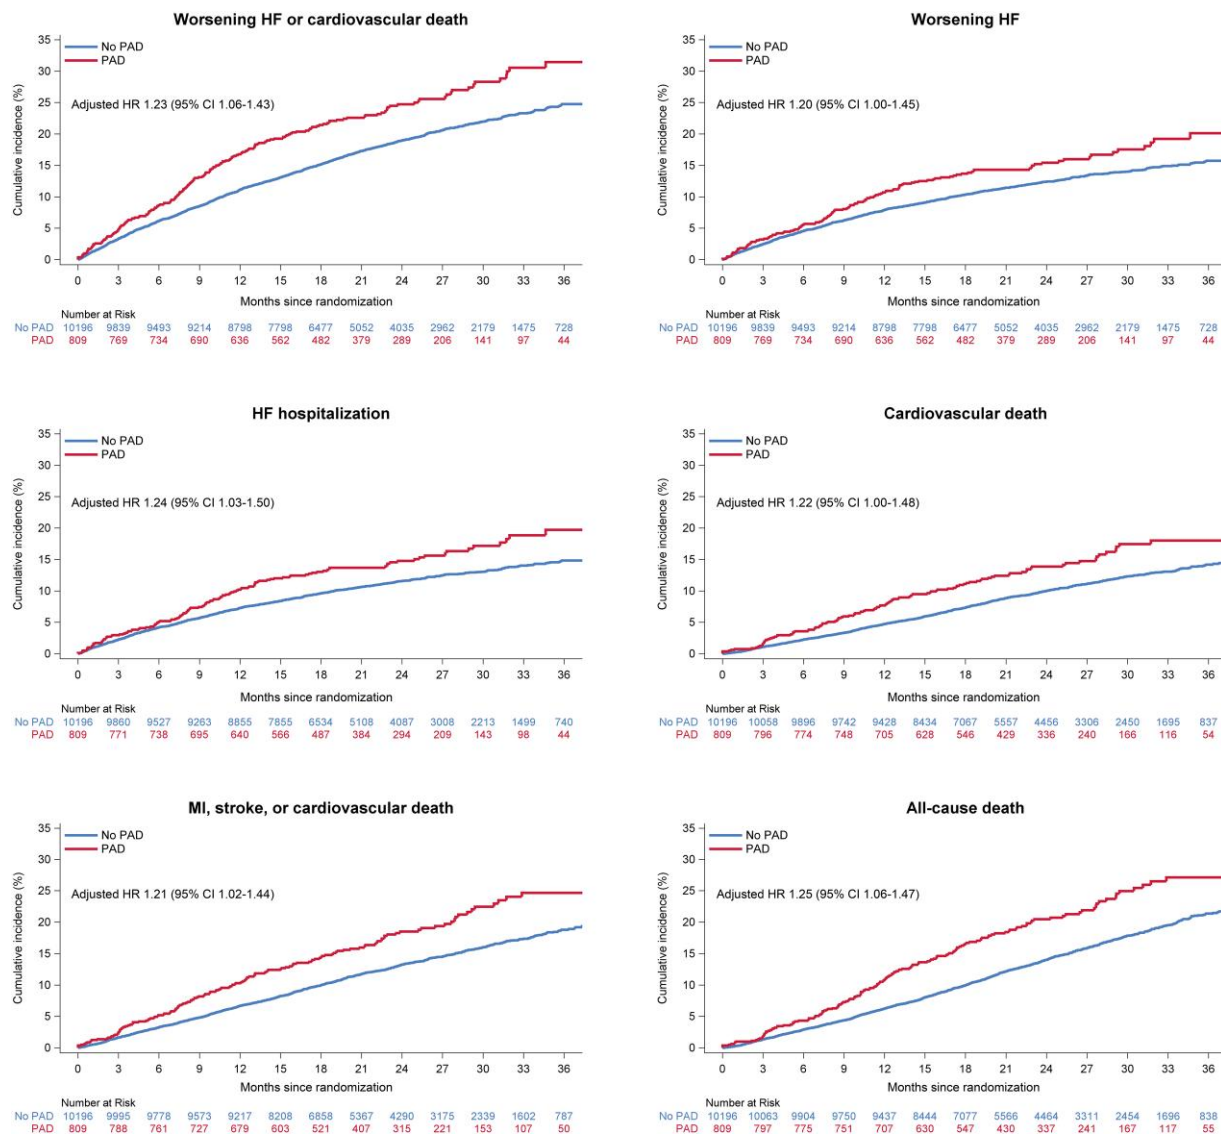 Worsening HF or cardiovascular death
35
No PAD
PAD
30
25
Adjusted HR 1.23 (95% CI 1.06-1.43)
20
15
10
5
0
Cumulative incidence (%)
0 3 6 9 12 15 18 21 24 27 30 33 36
Months since randomization
Number at Risk
No PAD 10196 9839 9493 9214 8798 7798 6477 5052 4035 2962 2179 1475 728
PAD 809 769 734 690 636 562 482 379 289 206 141 97 44
Worsening HF
35
No PAD
PAD
30
25
Adjusted HR 1.20 (95% CI 1.00-1.45)
20
15
10
5
0
Cumulative incidence (%)
0 3 6 9 12 15 18 21 24 27 30 33 36
Months since randomization
Number at Risk
No PAD 10196 9839 9493 9214 8798 7798 6477 5052 4035 2962 2179 1475 728
PAD 809 769 734 690 636 562 482 379 289 206 141 97 44
HF hospitalization
35
No PAD
PAD
30
25
Adjusted HR 1.24 (95% CI 1.03-1.50)
20
15
10
5
0
Cumulative incidence (%)
0 3 6 9 12 15 18 21 24 27 30 33 36
Months since randomization
Number at Risk
No PAD 10196 9860 9527 9263 8855 7855 6534 5108 4087 3008 2213 1499 740
PAD 809 771 738 695 640 566 487 384 294 209 143 98 44
Cardiovascular death
35
No PAD
PAD
30
25
Adjusted HR 1.22 (95% CI 1.00-1.48)
20
15
10
5
0
Cumulative incidence (%)
0 3 6 9 12 15 18 21 24 27 30 33 36
Months since randomization
Number at Risk
No PAD 10196 10058 9896 9742 9428 8434 7067 5557 4456 3306 2450 1695 837
PAD 809 796 774 748 705 628 546 429 336 240 166 116 54
MI, stroke, or cardiovascular death
35
No PAD
PAD
30
25
Adjusted HR 1.21 (95% CI 1.02-1.44)
20
15
10
5
0
Cumulative incidence (%)
0 3 6 9 12 15 18 21 24 27 30 33 36
Months since randomization
Number at Risk
No PAD 10196 9995 9778 9573 9217 8208 6858 5367 4290 3175 2339 1602 787
PAD 809 788 761 727 679 603 521 407 315 221 153 107 50
All-cause death
35
No PAD
PAD
30
25
Adjusted HR 1.25 (95% CI 1.06-1.47)
20
15
10
5
0
Cumulative incidence (%)
0 3 6 9 12 15 18 21 24 27 30 33 36
Months since randomization
Number at Risk
No PAD 10196 10063 9904 9750 9437 8444 7077 5566 4464 3311 2454 1696 838
PAD 809 797 775 751 707 630 547 430 337 241 167 117 55